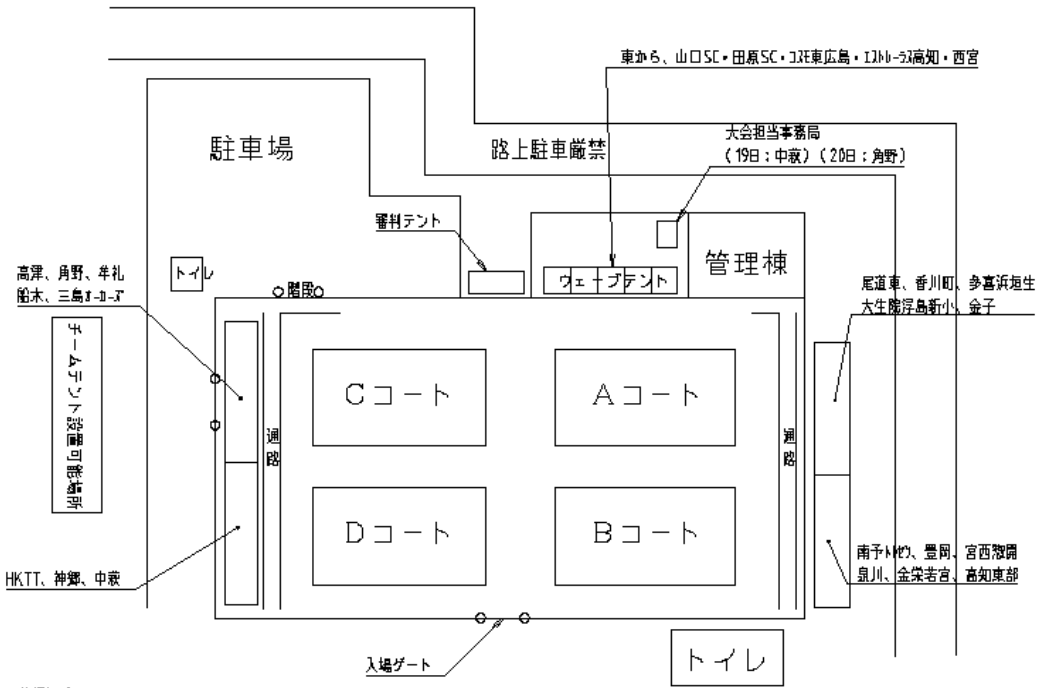 東から、山口SC・田原SC・コスモ東広島・エストレーラス高知・西宮
大会担当事務局
(19日:中萩)(20日:角野)
駐車場
路上駐車厳禁
審判テント
管理棟
ウェーブテント
トイレ
階段
高津、角野、牟礼
船木、三島オーカーズ
尾道東、香川町、多喜浜垣生
大生院浮島新小、金子
チームテント設置可能場所
通路
Cコート
Aコート
通路
Dコート
Bコート
HKTT、神郷、中萩
南予、豊岡、宮西惣開
泉川、金栄若宮、高知東部
入場ゲート
トイレ